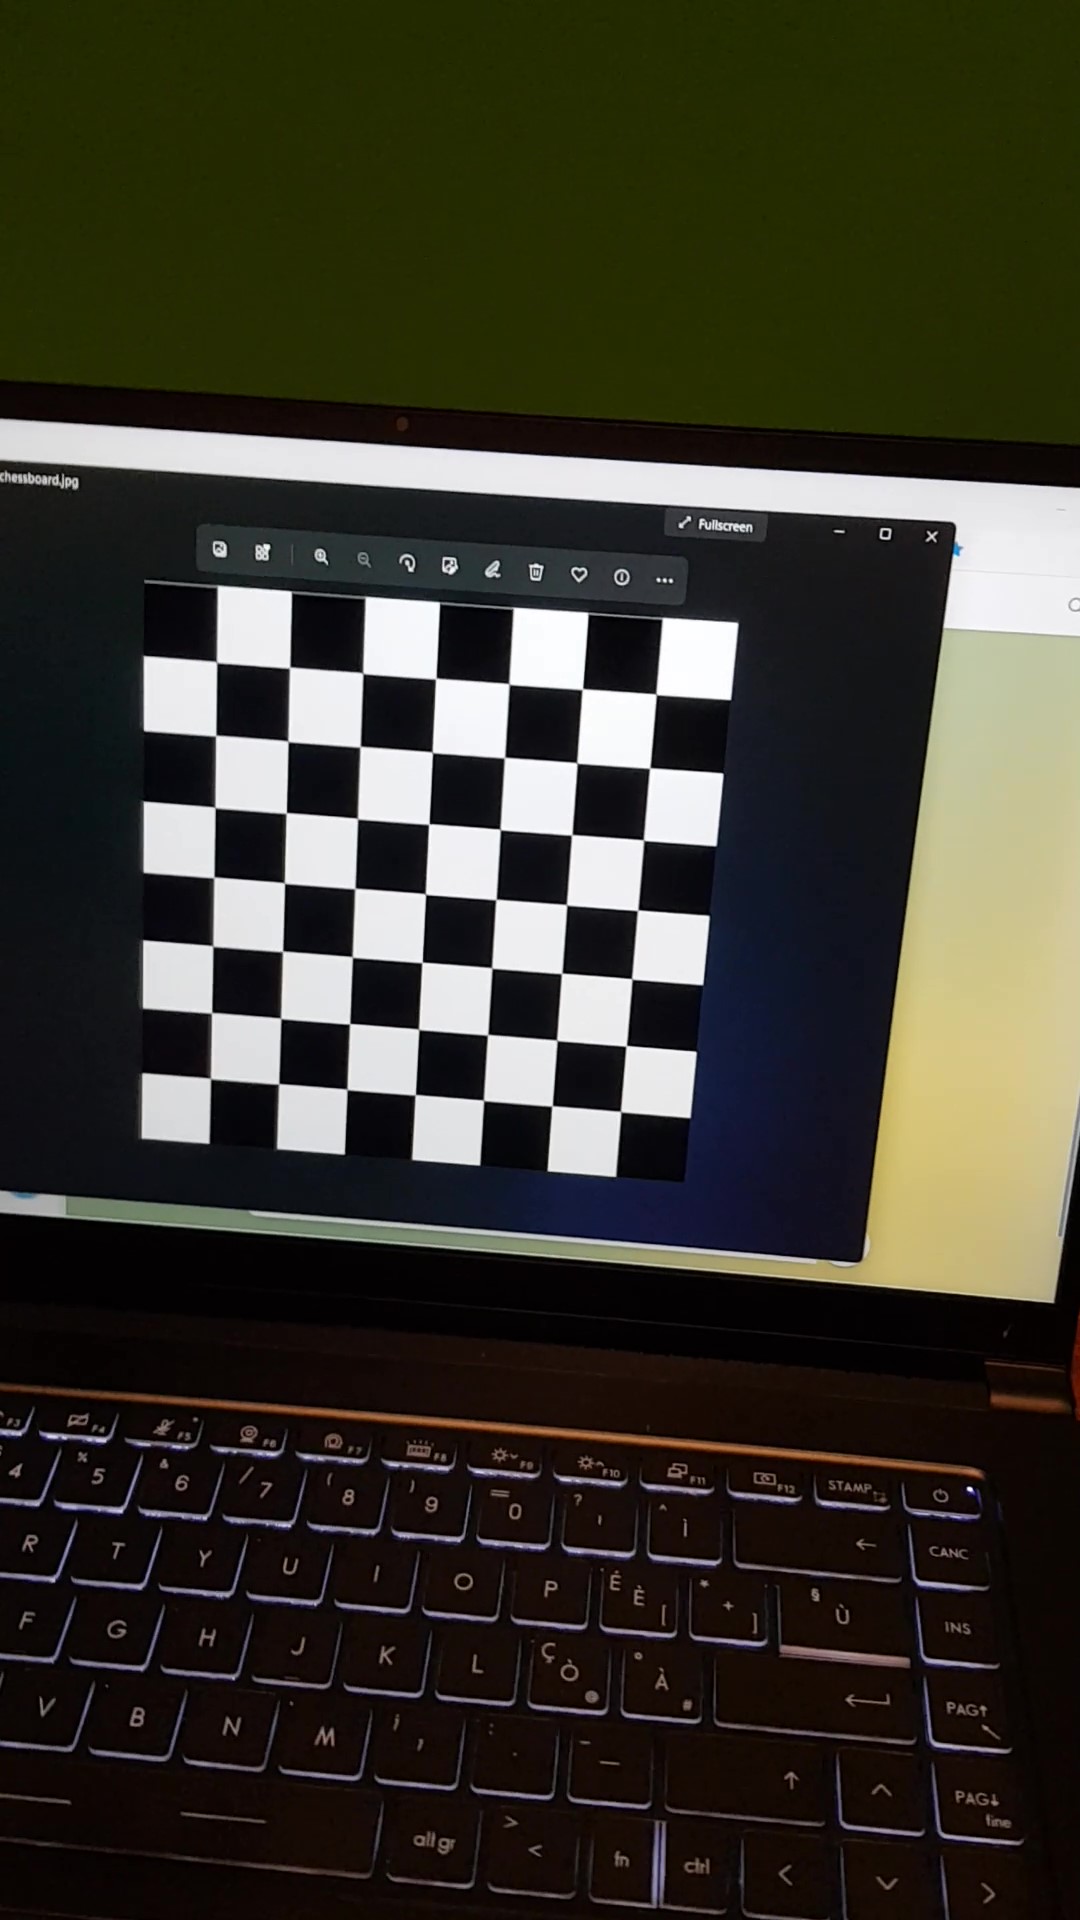 chessboard.jpg
Fullscreen
F3 F4 F5 F6 F7 F8 F9 F10 F11 F12 STAMP
4 % 5 & 6 / 7 ( 8 ) 9 = 0 ? ' ^ Ì ← CANC
R T Y U I O P É È [ * + ] § Ù INS
F G H J K L Ç Ò @ ° À # PAG↑
V B N M ; , : . _ — ↑ ^ PAG↓ fine
alt gr > < fn ctrl < v >